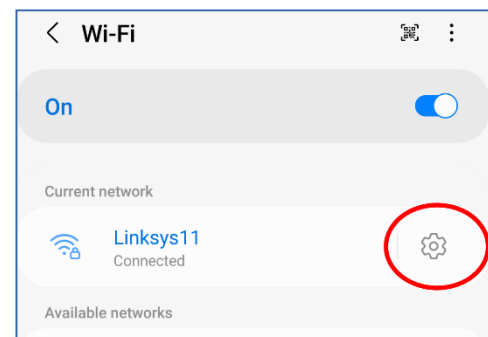 Wi-Fi
On
Current network
Linksys11
Connected
Available networks